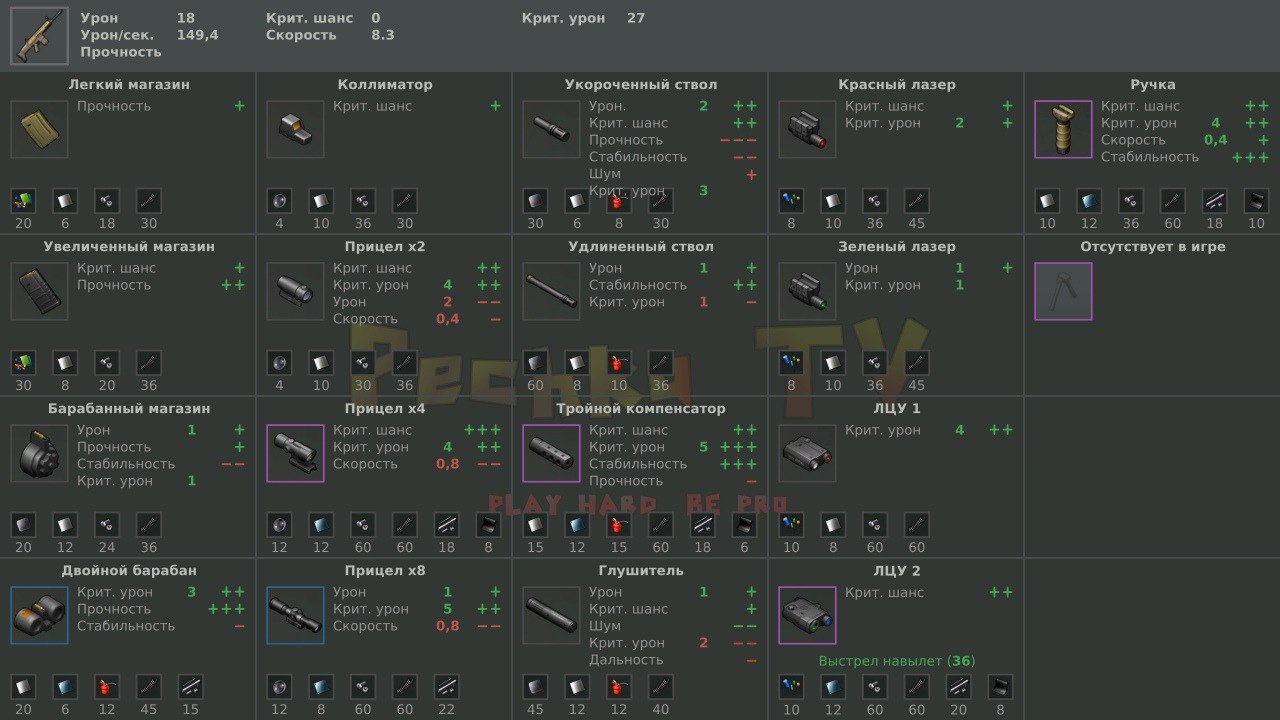 Урон 18 Крит. шанс 0 Крит. урон 27
Урон/сек. 149,4 Скорость 8.3
Прочность
Легкий магазин
Прочность +
20 6 18 30
Коллиматор
Крит. шанс +
4 10 36 30
Укороченный ствол
Урон. 2 ++
Крит. шанс ++
Прочность −−−
Стабильность −−
Шум +
Крит. урон 3
30 6 8 30
Красный лазер
Крит. шанс +
Крит. урон 2 +
8 10 36 45
Ручка
Крит. шанс ++
Крит. урон 4 ++
Скорость 0,4 +
Стабильность +++
10 12 36 60 18 10
Увеличенный магазин
Крит. шанс +
Прочность ++
30 8 20 36
Прицел x2
Крит. шанс ++
Крит. урон 4 ++
Урон 2 −−
Скорость 0,4 −
4 10 30 36
Удлиненный ствол
Урон 1 +
Стабильность ++
Крит. урон 1 −
60 8 10 36
Зеленый лазер
Урон 1 +
Крит. урон 1
8 10 36 45
Отсутствует в игре
Pechka TV
Барабанный магазин
Урон 1 +
Прочность +
Стабильность −−
Крит. урон 1
20 12 24 36
Прицел x4
Крит. шанс +++
Крит. урон 4 ++
Скорость 0,8 −−
12 12 60 60 18 8
Тройной компенсатор
Крит. шанс ++
Крит. урон 5 +++
Стабильность +++
Прочность −
15 12 15 60 18 6
ЛЦУ 1
Крит. урон 4 ++
10 8 60 60
PLAY HARD BE PRO
Двойной барабан
Крит. урон 3 ++
Прочность +++
Стабильность −
20 6 12 45 15
Прицел x8
Урон 1 +
Крит. урон 5 ++
Скорость 0,8 −−
12 8 60 60 22
Глушитель
Урон 1 +
Крит. шанс +
Шум −−
Крит. урон 2 −−
Дальность −
45 12 12 40
ЛЦУ 2
Крит. шанс ++
Выстрел навылет (36)
10 12 60 60 20 8